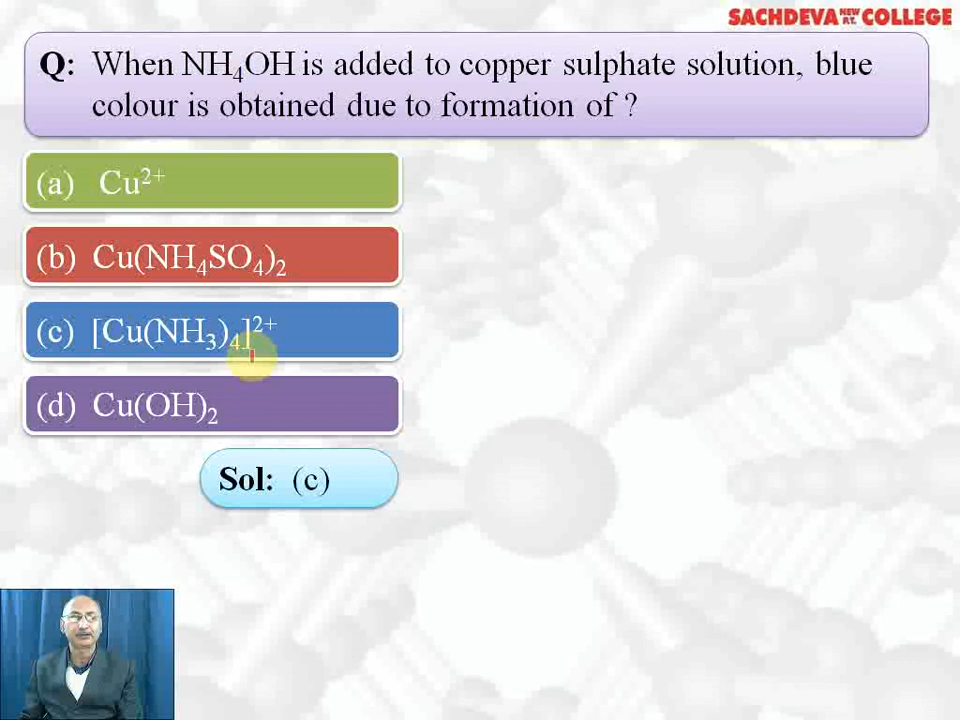 SACHDEVA NEW P.T. COLLEGE
Q: When NH₄OH is added to copper sulphate solution, blue
colour is obtained due to formation of ?
(a) Cu²⁺
(b) Cu(NH₄SO₄)₂
(c) [Cu(NH₃)₄]²⁺
(d) Cu(OH)₂
Sol: (c)